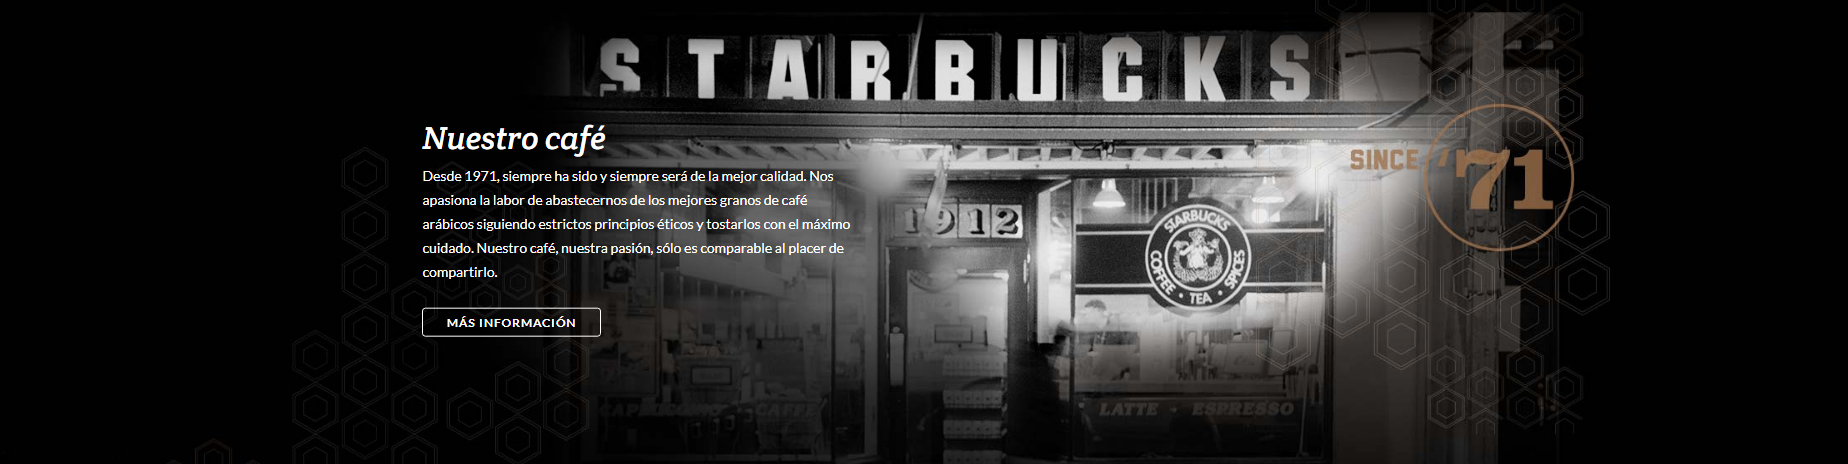 STARBUCKS
Nuestro café
Desde 1971, siempre ha sido y siempre será de la mejor calidad. Nos
apasiona la labor de abastecernos de los mejores granos de café
arábicos siguiendo estrictos principios éticos y tostarlos con el máximo
cuidado. Nuestro café, nuestra pasión, sólo es comparable al placer de
compartirlo.
MÁS INFORMACIÓN
SINCE '71
1912
STARBUCKS
COFFEE • TEA • SPICES
CAPPUCCINO CAFFE
LATTE • ESPRESSO